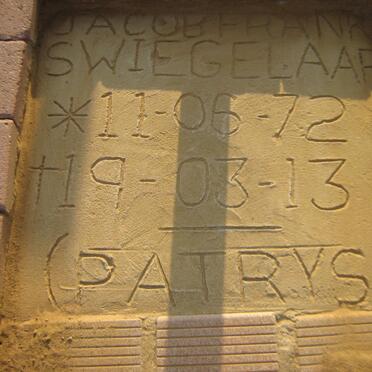 JACOB FRANK
SWIEGELAAR
*11-06-72
†19-03-13
(PATRYS